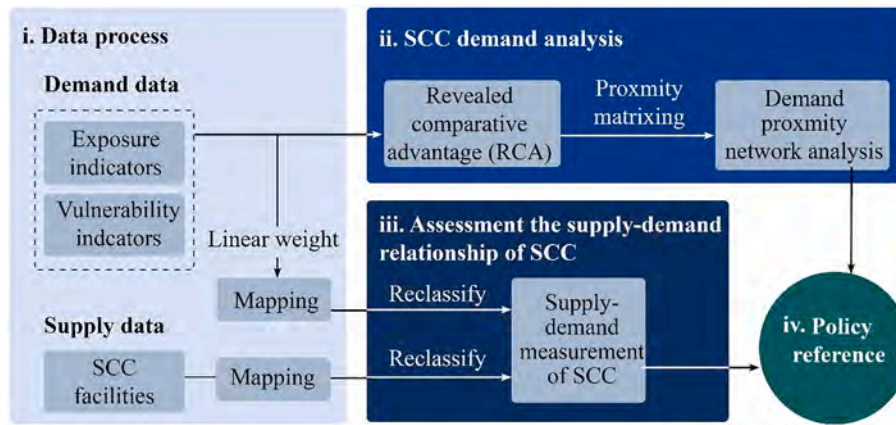 i. Data process
Demand data
Exposure
indicators
Vulnerability
indcators
Linear weight
Mapping
Supply data
SCC
facilities
Mapping
ii. SCC demand analysis
Revealed
comparative
advantage (RCA)
Proxmity
matrixing
Demand
proxmity
network analysis
iii. Assessment the supply-demand
relationship of SCC
Reclassify
Reclassify
Supply-
demand
measurement
of SCC
iv. Policy
reference